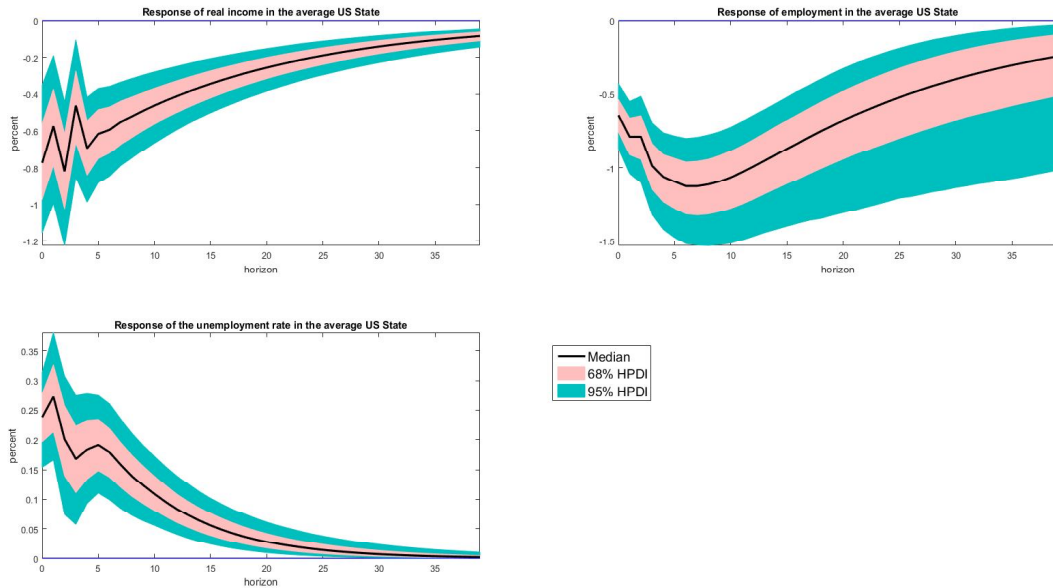 Response of real income in the average US State
0
-0.2
-0.4
-0.6
-0.8
-1
-1.2
percent
0 5 10 15 20 25 30 35
horizon
Response of employment in the average US State
0
-0.5
-1
-1.5
percent
0 5 10 15 20 25 30 35
horizon
Response of the unemployment rate in the average US State
0.35
0.3
0.25
0.2
0.15
0.1
0.05
0
percent
0 5 10 15 20 25 30 35
horizon
Median
68% HPDI
95% HPDI